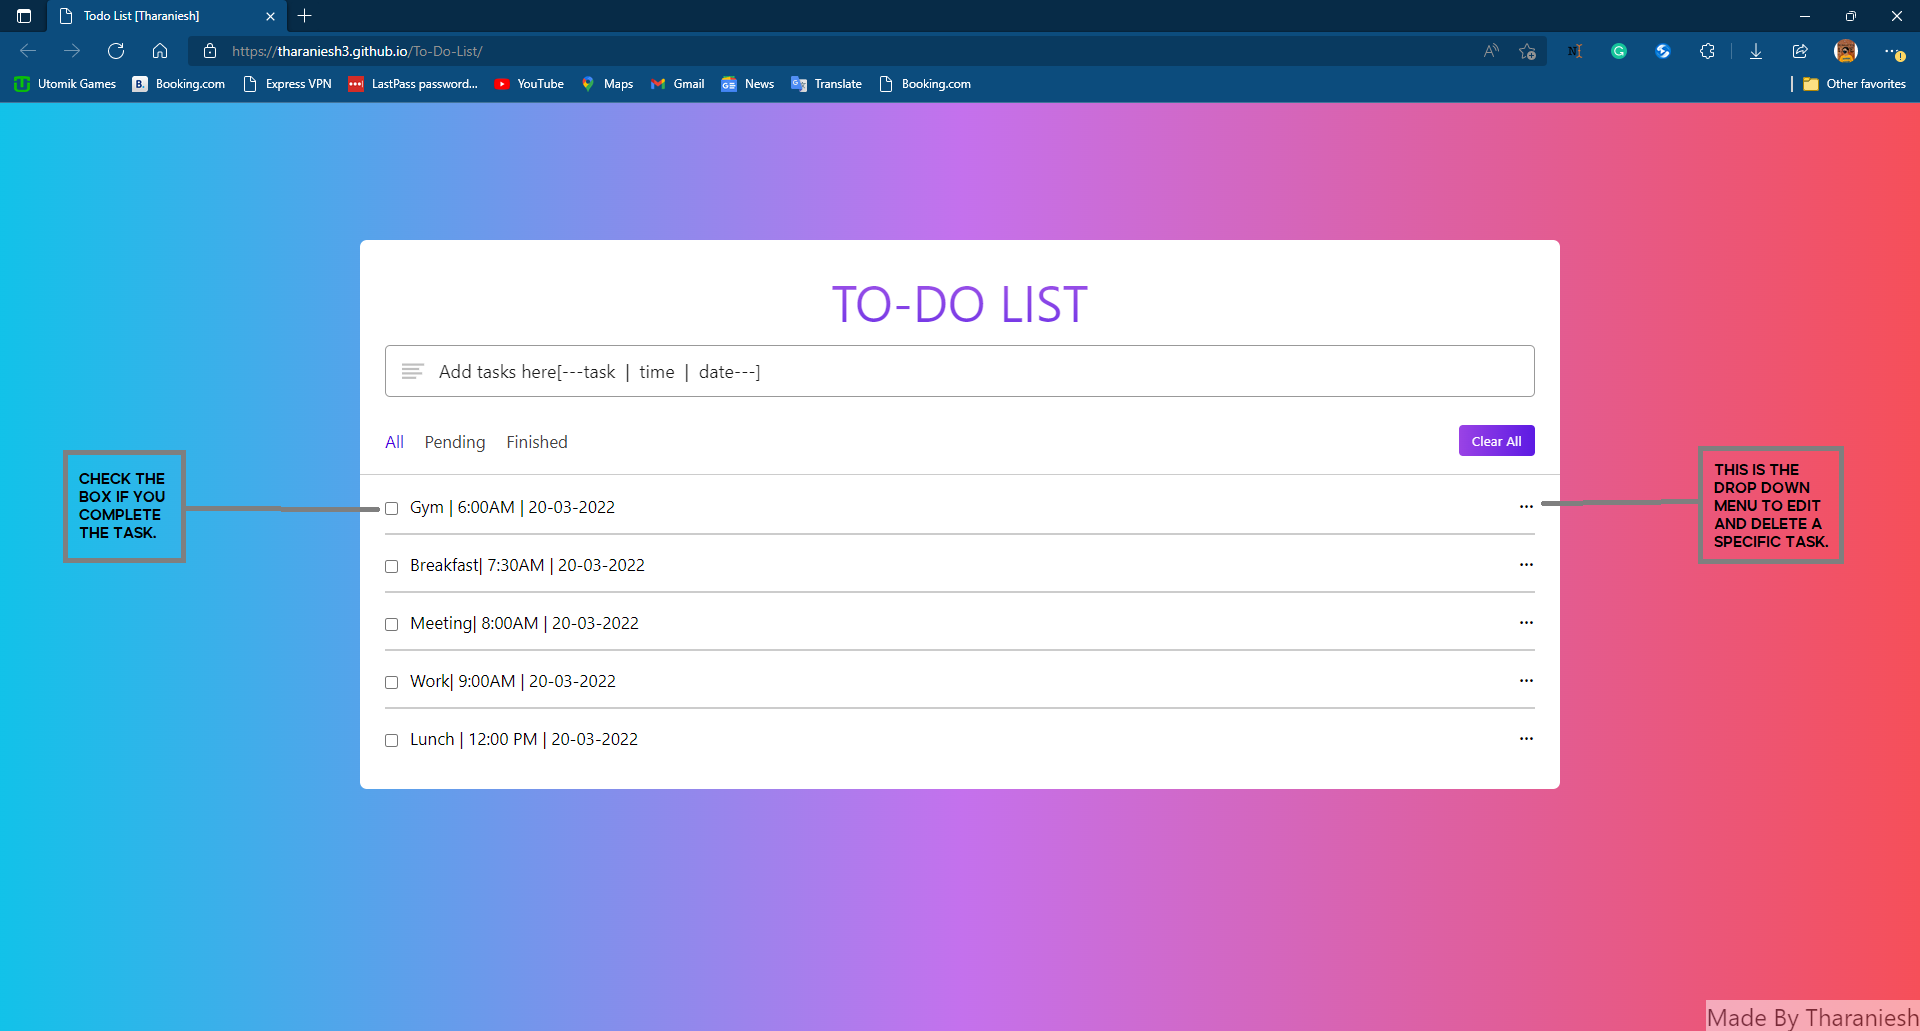 Todo List [Tharaniesh]
https://tharaniesh3.github.io/To-Do-List/
Utomik Games
B. Booking.com
Express VPN
LastPass password...
YouTube
Maps
Gmail
News
Translate
Booking.com
Other favorites
TO-DO LIST
Add tasks here[---task | time | date---]
All Pending Finished
Clear All
CHECK THE
BOX IF YOU
COMPLETE
THE TASK.
THIS IS THE
DROP DOWN
MENU TO EDIT
AND DELETE A
SPECIFIC TASK.
Gym | 6:00AM | 20-03-2022
Breakfast| 7:30AM | 20-03-2022
Meeting| 8:00AM | 20-03-2022
Work| 9:00AM | 20-03-2022
Lunch | 12:00 PM | 20-03-2022
Made By Tharaniesh